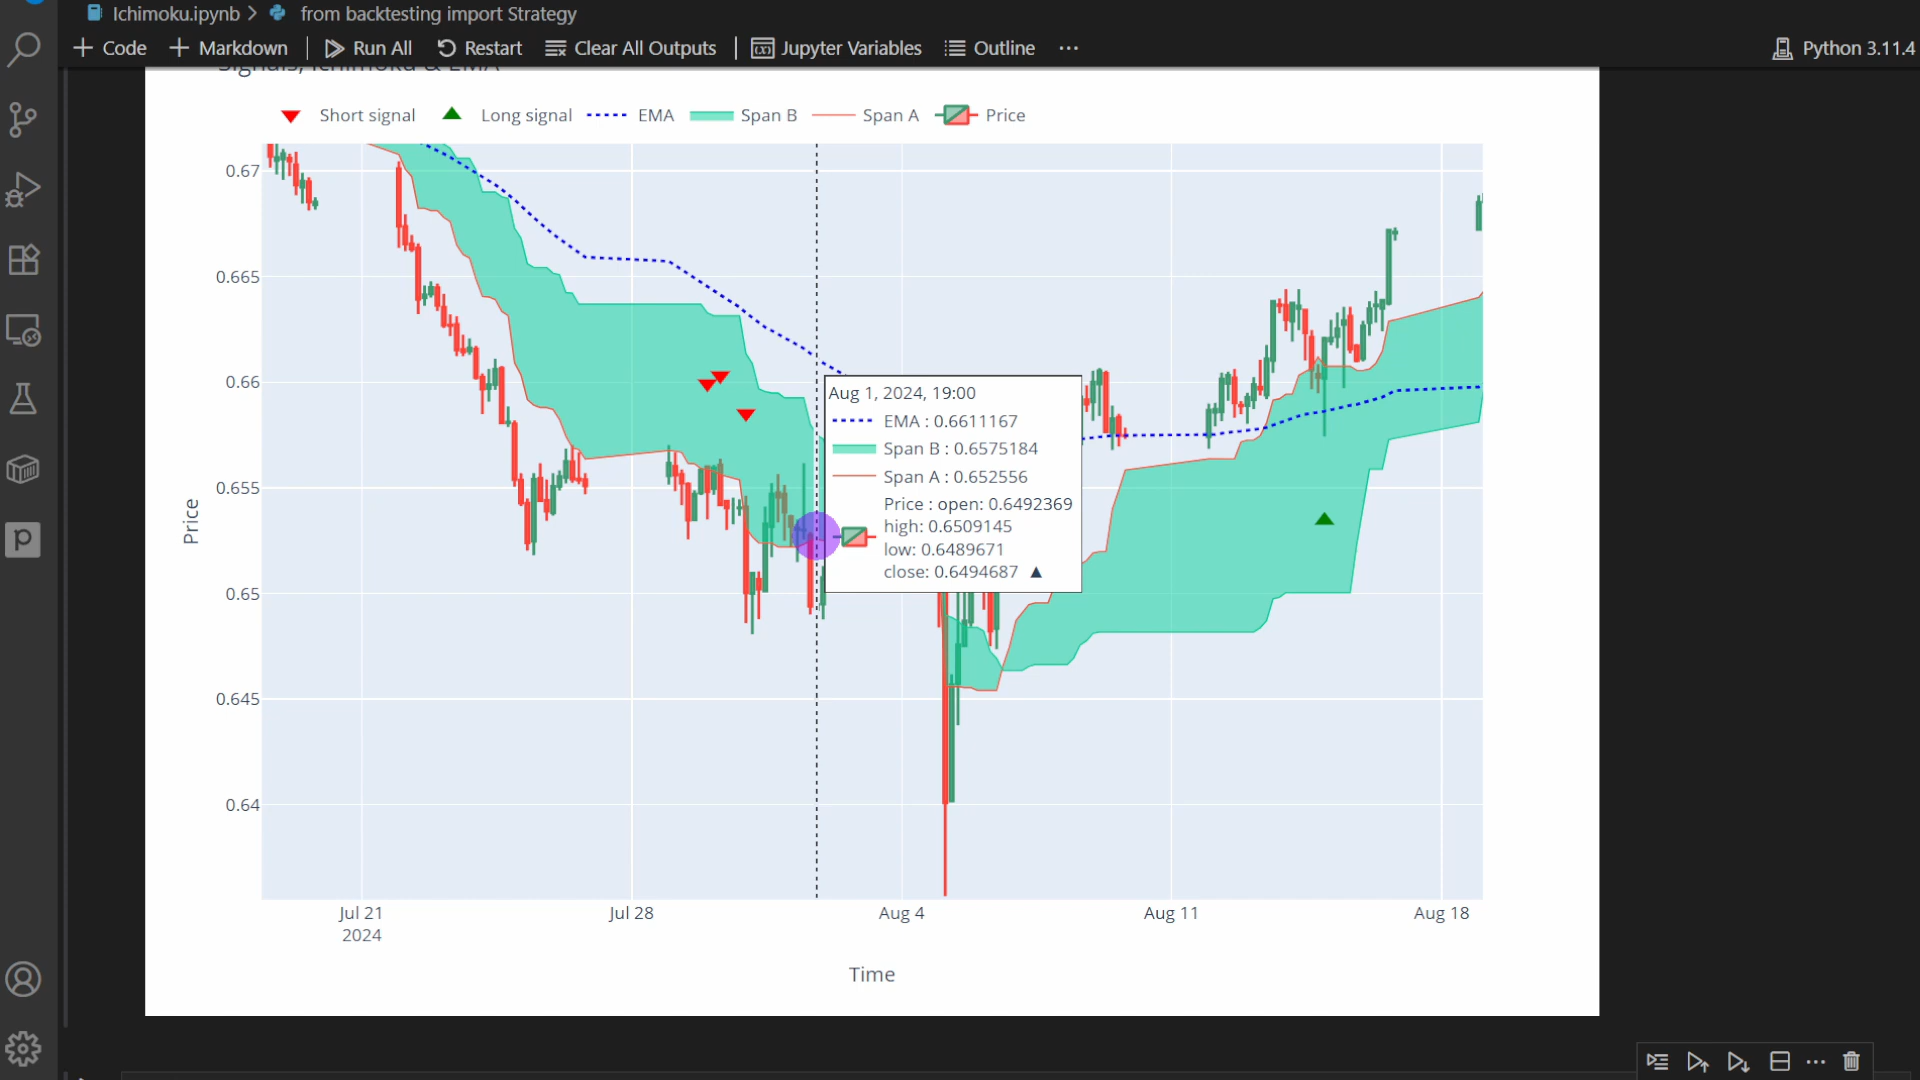 Ichimoku.ipynb > from backtesting import Strategy
+ Code + Markdown Run All Restart Clear All Outputs Jupyter Variables Outline ... Python 3.11.4
Signals, Ichimoku & EMA
Short signal Long signal EMA Span B Span A Price
0.67
0.665
0.66
0.655
0.65
0.645
0.64
Price
Aug 1, 2024, 19:00
EMA : 0.6611167
Span B : 0.6575184
Span A : 0.652556
Price : open: 0.6492369
high: 0.6509145
low: 0.6489671
close: 0.6494687 ▲
Jul 21 Jul 28 Aug 4 Aug 11 Aug 18
2024
Time